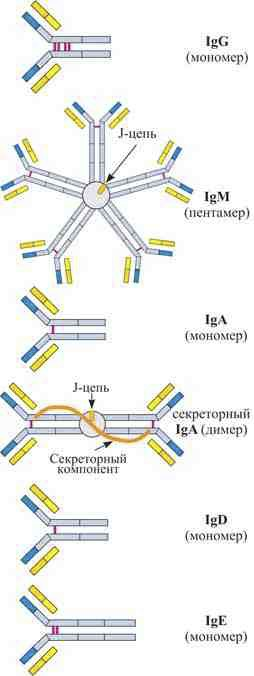 IgG
(мономер)
J-цепь
IgM
(пентамер)
IgA
(мономер)
J-цепь
секреторный
IgA (димер)
Секреторный
компонент
IgD
(мономер)
IgE
(мономер)